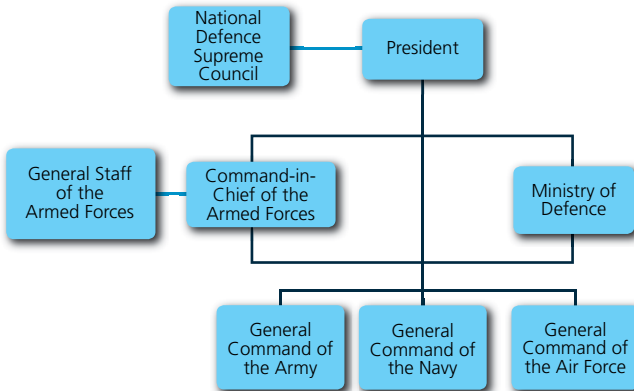 National
Defence
Supreme
Council
President
General Staff
of the
Armed Forces
Command-in-
Chief of the
Armed Forces
Ministry of
Defence
General
Command of
the Army
General
Command of
the Navy
General
Command of
the Air Force